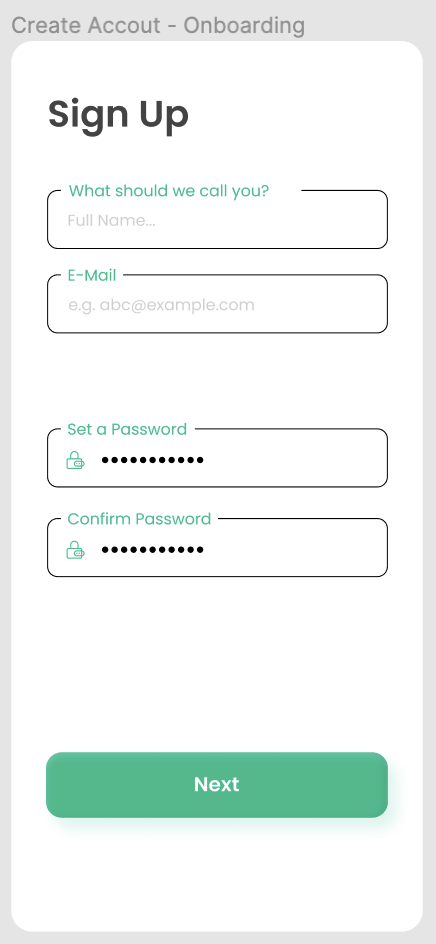 Create Accout - Onboarding
Sign Up
What should we call you?
Full Name...
E-Mail
e.g. abc@example.com
Set a Password
•••••••••••
Confirm Password
•••••••••••
Next